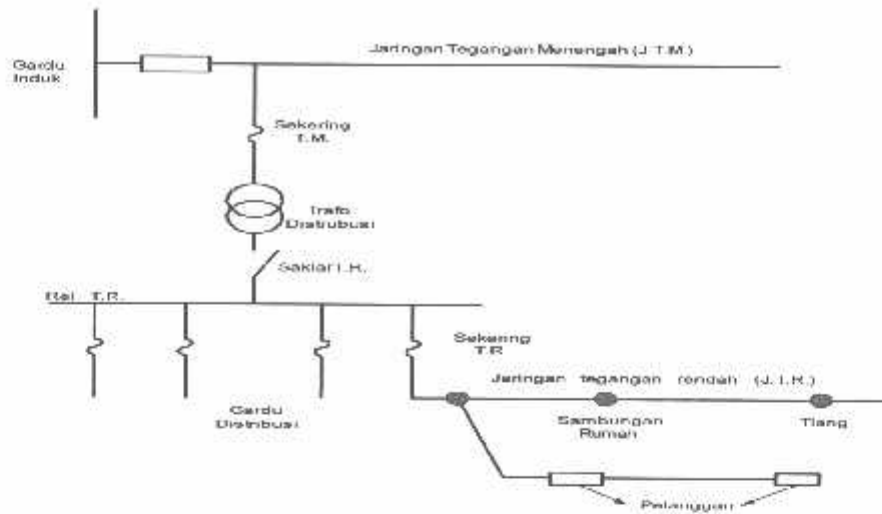 Jaringan Tegangan Menengah (J.T.M.)
Gardu
Induk
Sekering
T.M.
Trafo
Distrubusi
Saklar T.R.
Rel T.R.
Sekering
T.R
Jaringan tegangan rendah (J.T.R.)
Gardu
Distribusi
Sambungan
Rumah
Tiang
Pelanggan